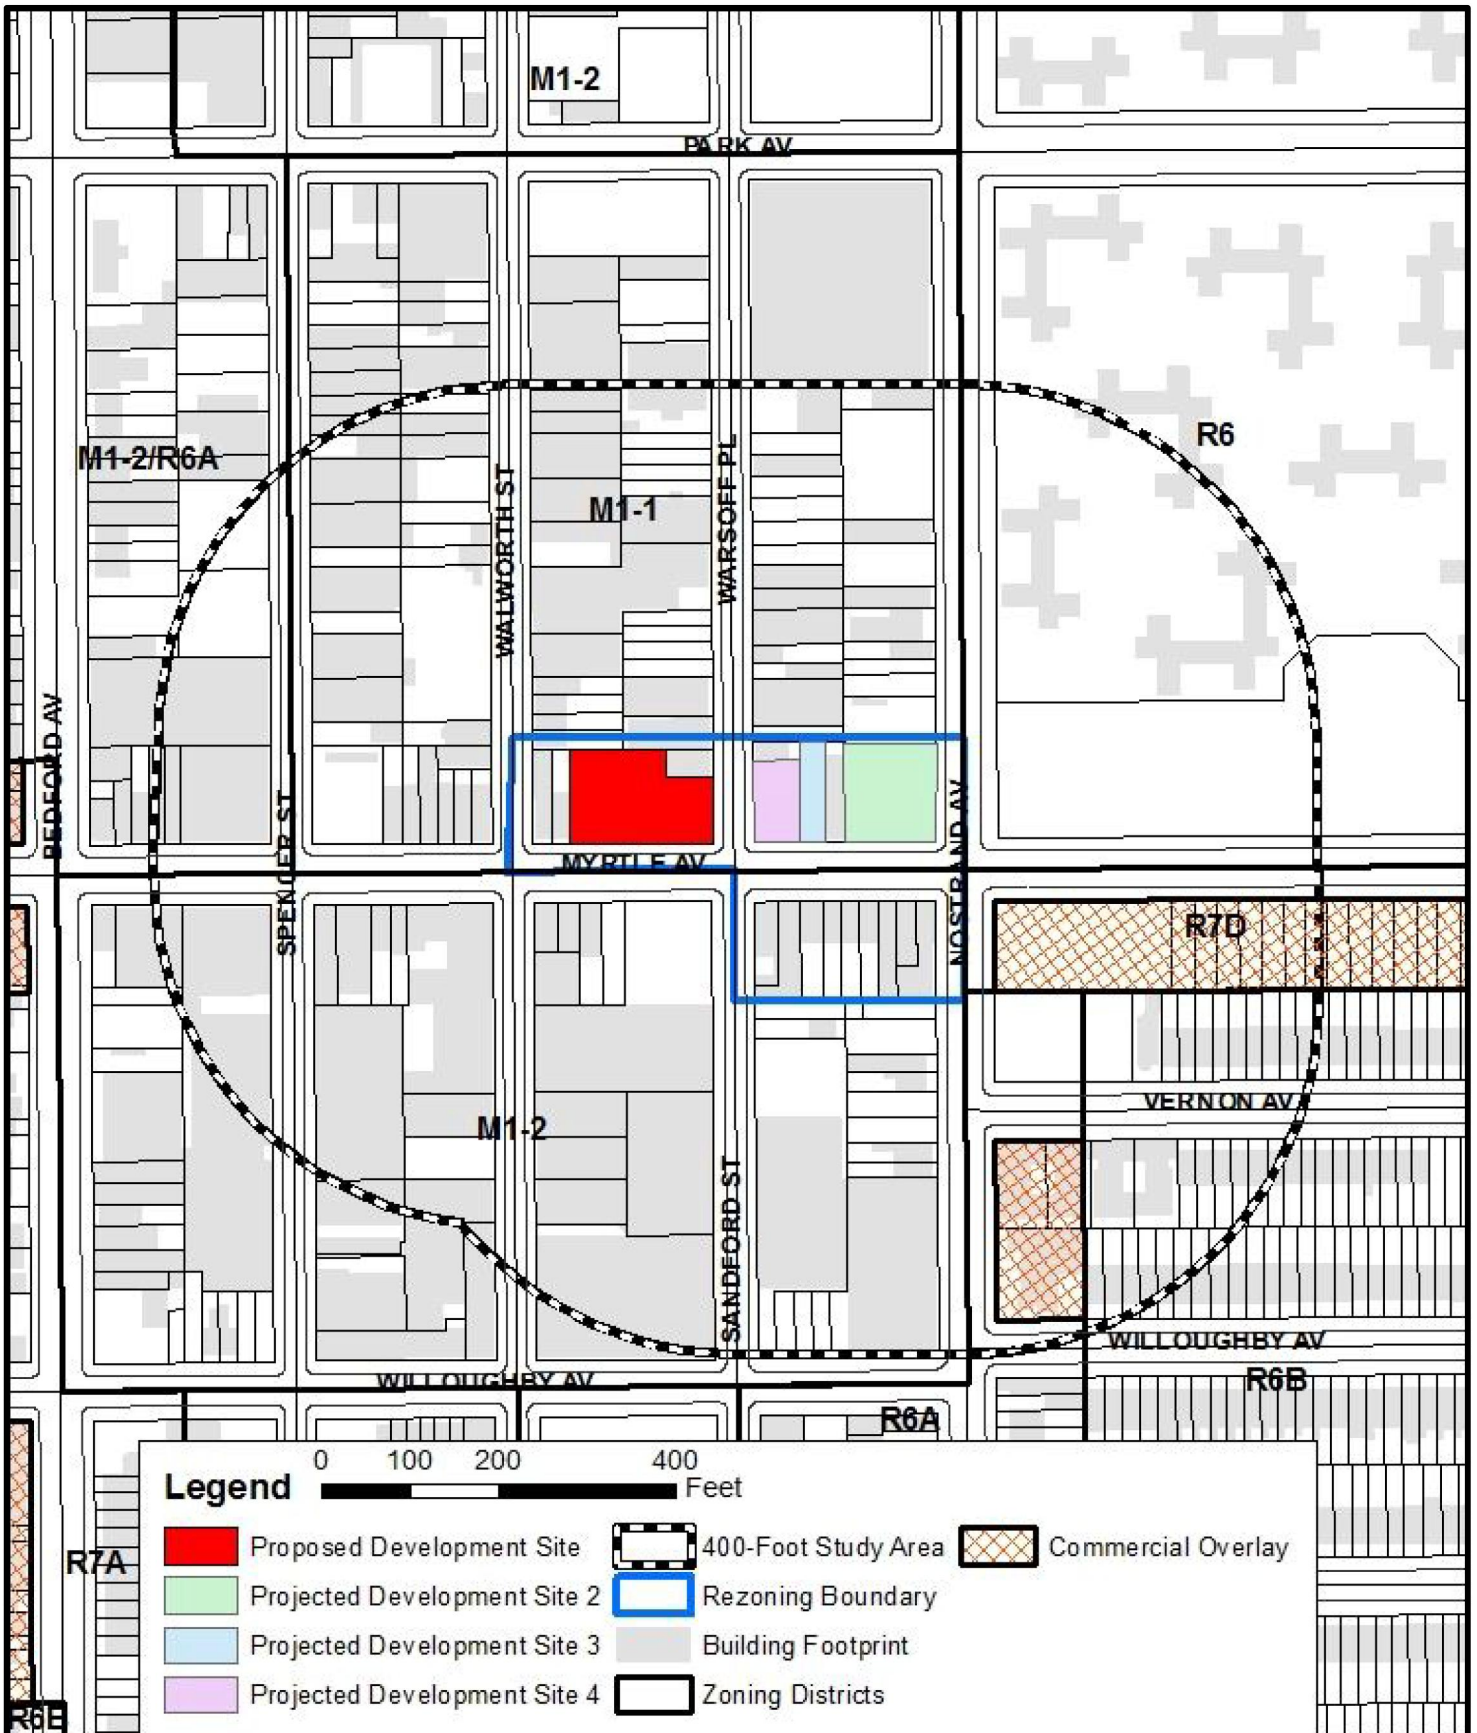 M1-2
PARK AV
R6
M1-2/R6A
WALWORTH ST
M1-1
WARSOFF PL
BEDFORD AV
SPENCER ST
MYRTLE AV
NOSTRAND AV
R7D
VERNON AV
M1-2
SANDFORD ST
WILLOUGHBY AV
WILLOUGHBY AV
R6B
R6A
R7A
R6B
Legend
0 100 200 400
Feet
Proposed Development Site
400-Foot Study Area
Commercial Overlay
Projected Development Site 2
Rezoning Boundary
Projected Development Site 3
Building Footprint
Projected Development Site 4
Zoning Districts